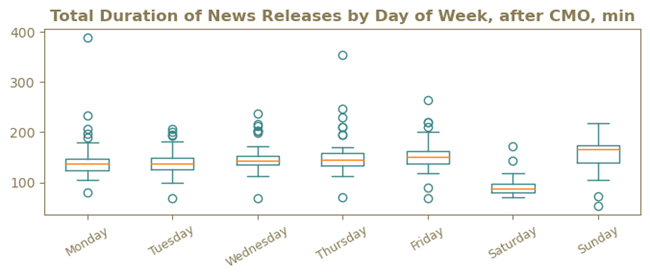 Total Duration of News Releases by Day of Week, after CMO, min
400
300
200
100
Monday
Tuesday
Wednesday
Thursday
Friday
Saturday
Sunday